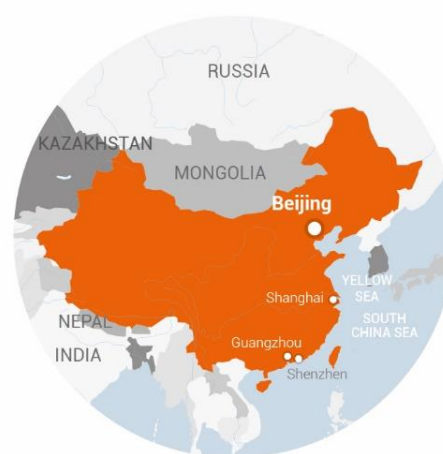 RUSSIA
KAZAKHSTAN
MONGOLIA
Beijing
YELLOW
SEA
Shanghai
SOUTH
CHINA SEA
NEPAL
Guangzhou
INDIA
Shenzhen